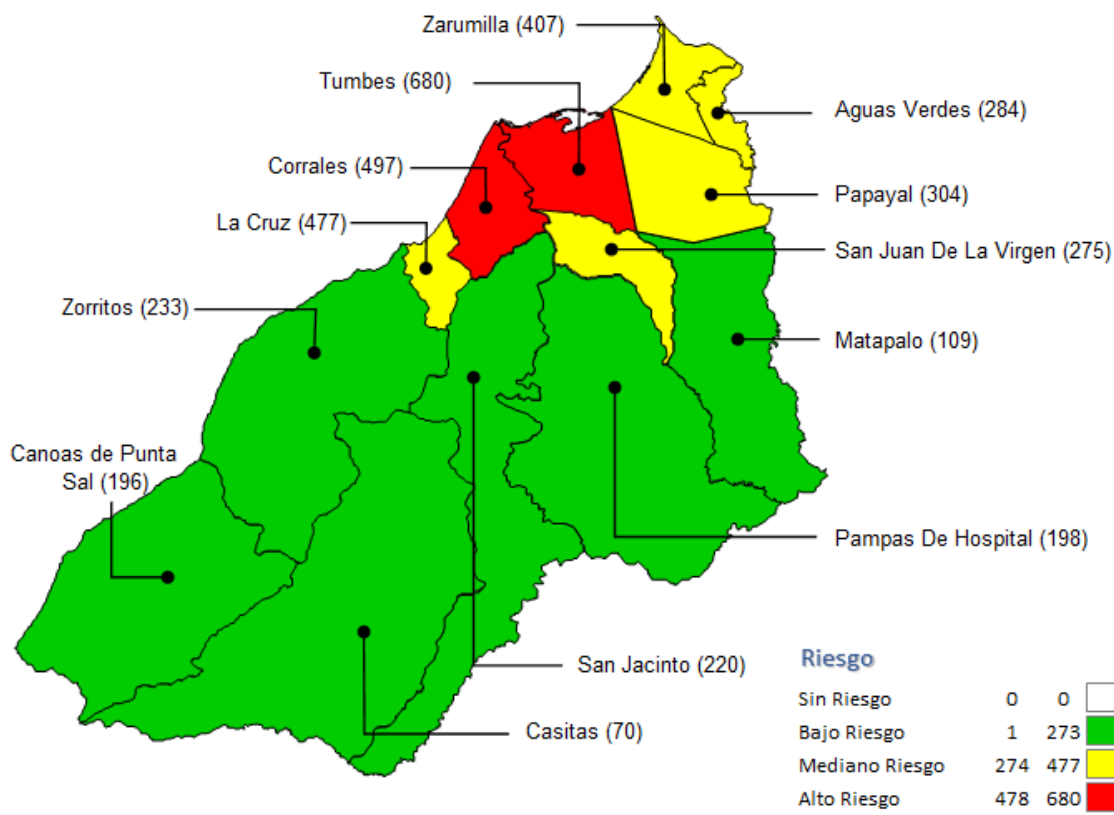 Zarumilla (407)
Tumbes (680)
Aguas Verdes (284)
Corrales (497)
Papayal (304)
La Cruz (477)
San Juan De La Virgen (275)
Zorritos (233)
Matapalo (109)
Canoas de Punta
Sal (196)
Pampas De Hospital (198)
San Jacinto (220)
Casitas (70)
Riesgo
Sin Riesgo 0 0
Bajo Riesgo 1 273
Mediano Riesgo 274 477
Alto Riesgo 478 680